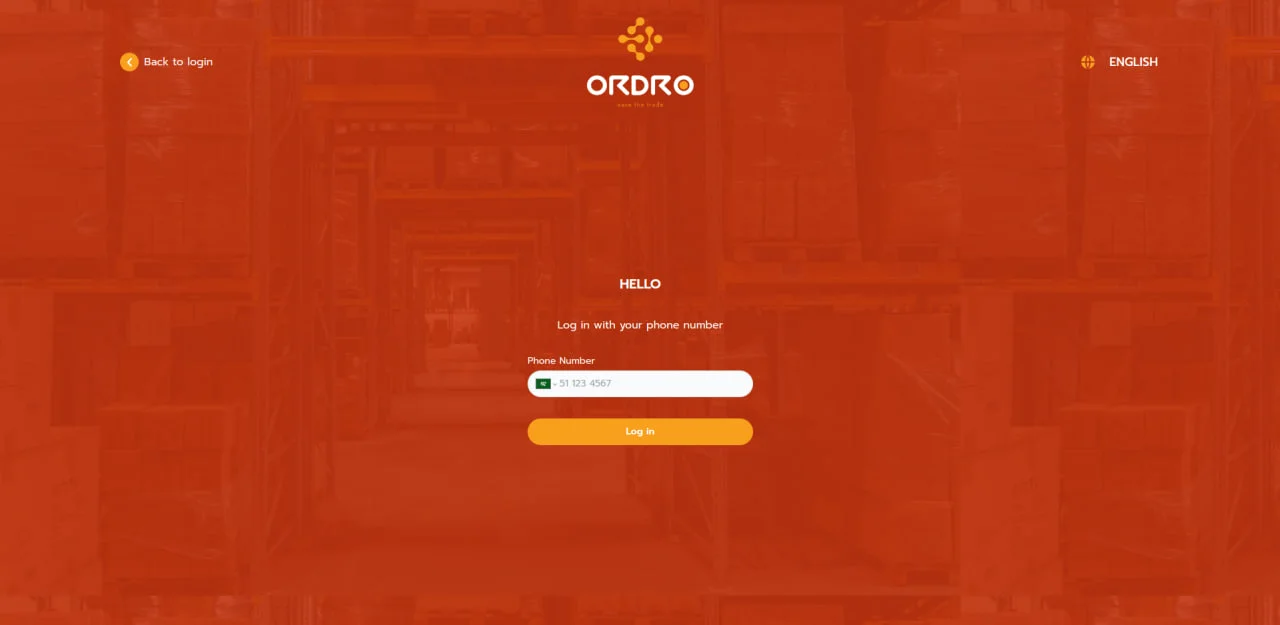 Back to login
ORDRO
ease the trade
ENGLISH
HELLO
Log in with your phone number
Phone Number
51 123 4567
Log in